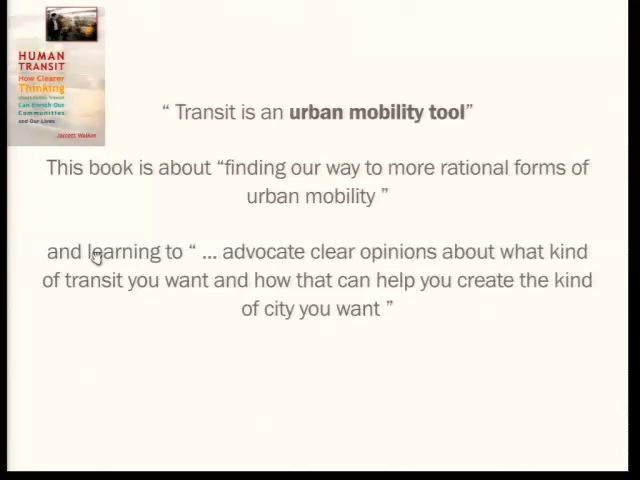 HUMAN
TRANSIT
How Clearer
Thinking
about Public Transit
Can Enrich Our
Communities
and Our Lives
Jarrett Walker
“ Transit is an urban mobility tool”
This book is about “finding our way to more rational forms of
urban mobility ”
and learning to “ ... advocate clear opinions about what kind
of transit you want and how that can help you create the kind
of city you want ”